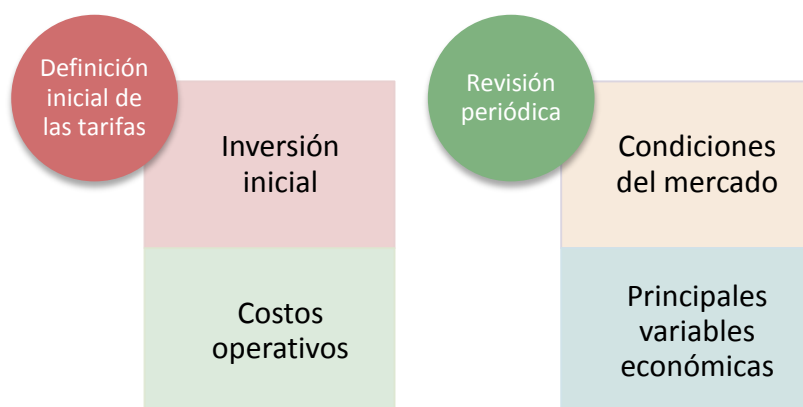 Definición
inicial de
las tarifas
Inversión
inicial
Costos
operativos
Revisión
periódica
Condiciones
del mercado
Principales
variables
económicas